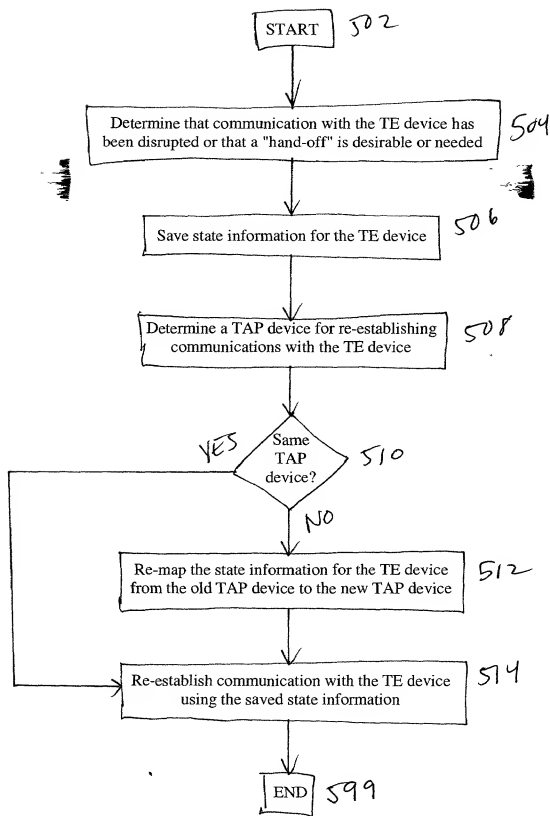 START 502
Determine that communication with the TE device has
been disrupted or that a "hand-off" is desirable or needed
504
Save state information for the TE device 506
Determine a TAP device for re-establishing
communications with the TE device
508
YES
Same
TAP
device?
510
NO
Re-map the state information for the TE device
from the old TAP device to the new TAP device
512
Re-establish communication with the TE device
using the saved state information
514
END 599